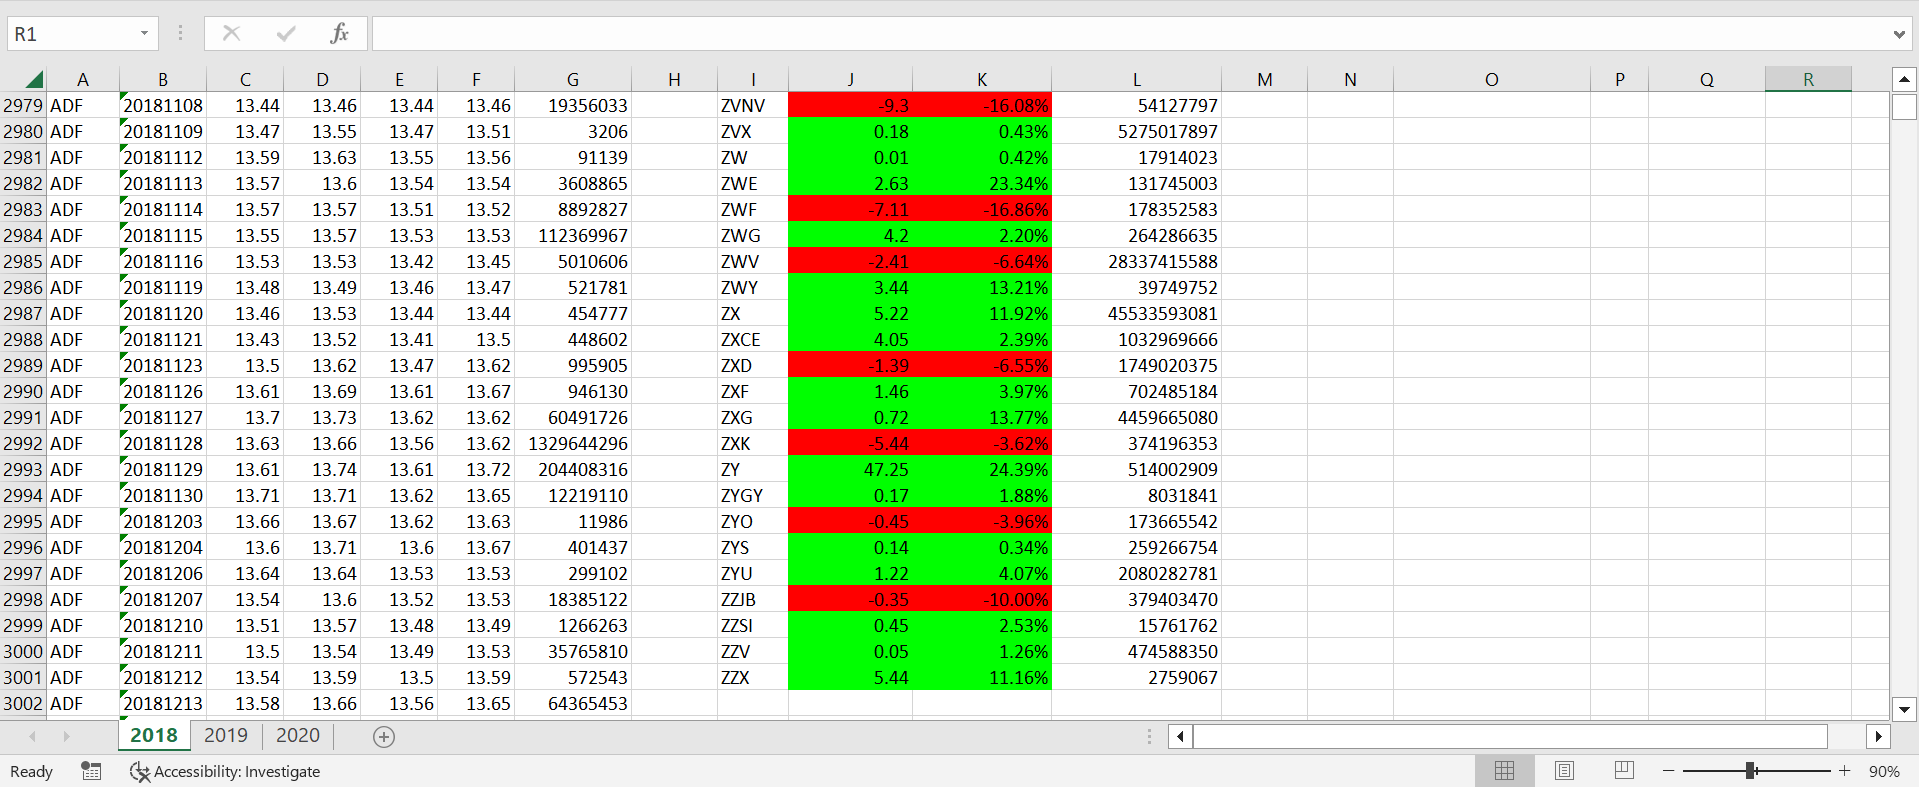 R1 fx
A B C D E F G H I J K L M N O P Q R
2979 ADF 20181108 13.44 13.46 13.44 13.46 19356033 ZVNV -9.3 -16.08% 54127797
2980 ADF 20181109 13.47 13.55 13.47 13.51 3206 ZVX 0.18 0.43% 5275017897
2981 ADF 20181112 13.59 13.63 13.55 13.56 91139 ZW 0.01 0.42% 17914023
2982 ADF 20181113 13.57 13.6 13.54 13.54 3608865 ZWE 2.63 23.34% 131745003
2983 ADF 20181114 13.57 13.57 13.51 13.52 8892827 ZWF -7.11 -16.86% 178352583
2984 ADF 20181115 13.55 13.57 13.53 13.53 112369967 ZWG 4.2 2.20% 264286635
2985 ADF 20181116 13.53 13.53 13.42 13.45 5010606 ZWV -2.41 -6.64% 28337415588
2986 ADF 20181119 13.48 13.49 13.46 13.47 521781 ZWY 3.44 13.21% 39749752
2987 ADF 20181120 13.46 13.53 13.44 13.44 454777 ZX 5.22 11.92% 45533593081
2988 ADF 20181121 13.43 13.52 13.41 13.5 448602 ZXCE 4.05 2.39% 1032969666
2989 ADF 20181123 13.5 13.62 13.47 13.62 995905 ZXD -1.39 -6.55% 1749020375
2990 ADF 20181126 13.61 13.69 13.61 13.67 946130 ZXF 1.46 3.97% 702485184
2991 ADF 20181127 13.7 13.73 13.62 13.62 60491726 ZXG 0.72 13.77% 4459665080
2992 ADF 20181128 13.63 13.66 13.56 13.62 1329644296 ZXK -5.44 -3.62% 374196353
2993 ADF 20181129 13.61 13.74 13.61 13.72 204408316 ZY 47.25 24.39% 514002909
2994 ADF 20181130 13.71 13.71 13.62 13.65 12219110 ZYGY 0.17 1.88% 8031841
2995 ADF 20181203 13.66 13.67 13.62 13.63 11986 ZYO -0.45 -3.96% 173665542
2996 ADF 20181204 13.6 13.71 13.6 13.67 401437 ZYS 0.14 0.34% 259266754
2997 ADF 20181206 13.64 13.64 13.53 13.53 299102 ZYU 1.22 4.07% 2080282781
2998 ADF 20181207 13.54 13.6 13.52 13.53 18385122 ZZJB -0.35 -10.00% 379403470
2999 ADF 20181210 13.51 13.57 13.48 13.49 1266263 ZZSI 0.45 2.53% 15761762
3000 ADF 20181211 13.5 13.54 13.49 13.53 35765810 ZZV 0.05 1.26% 474588350
3001 ADF 20181212 13.54 13.59 13.5 13.59 572543 ZZX 5.44 11.16% 2759067
3002 ADF 20181213 13.58 13.66 13.56 13.65 64365453
2018 2019 2020
Ready Accessibility: Investigate 90%